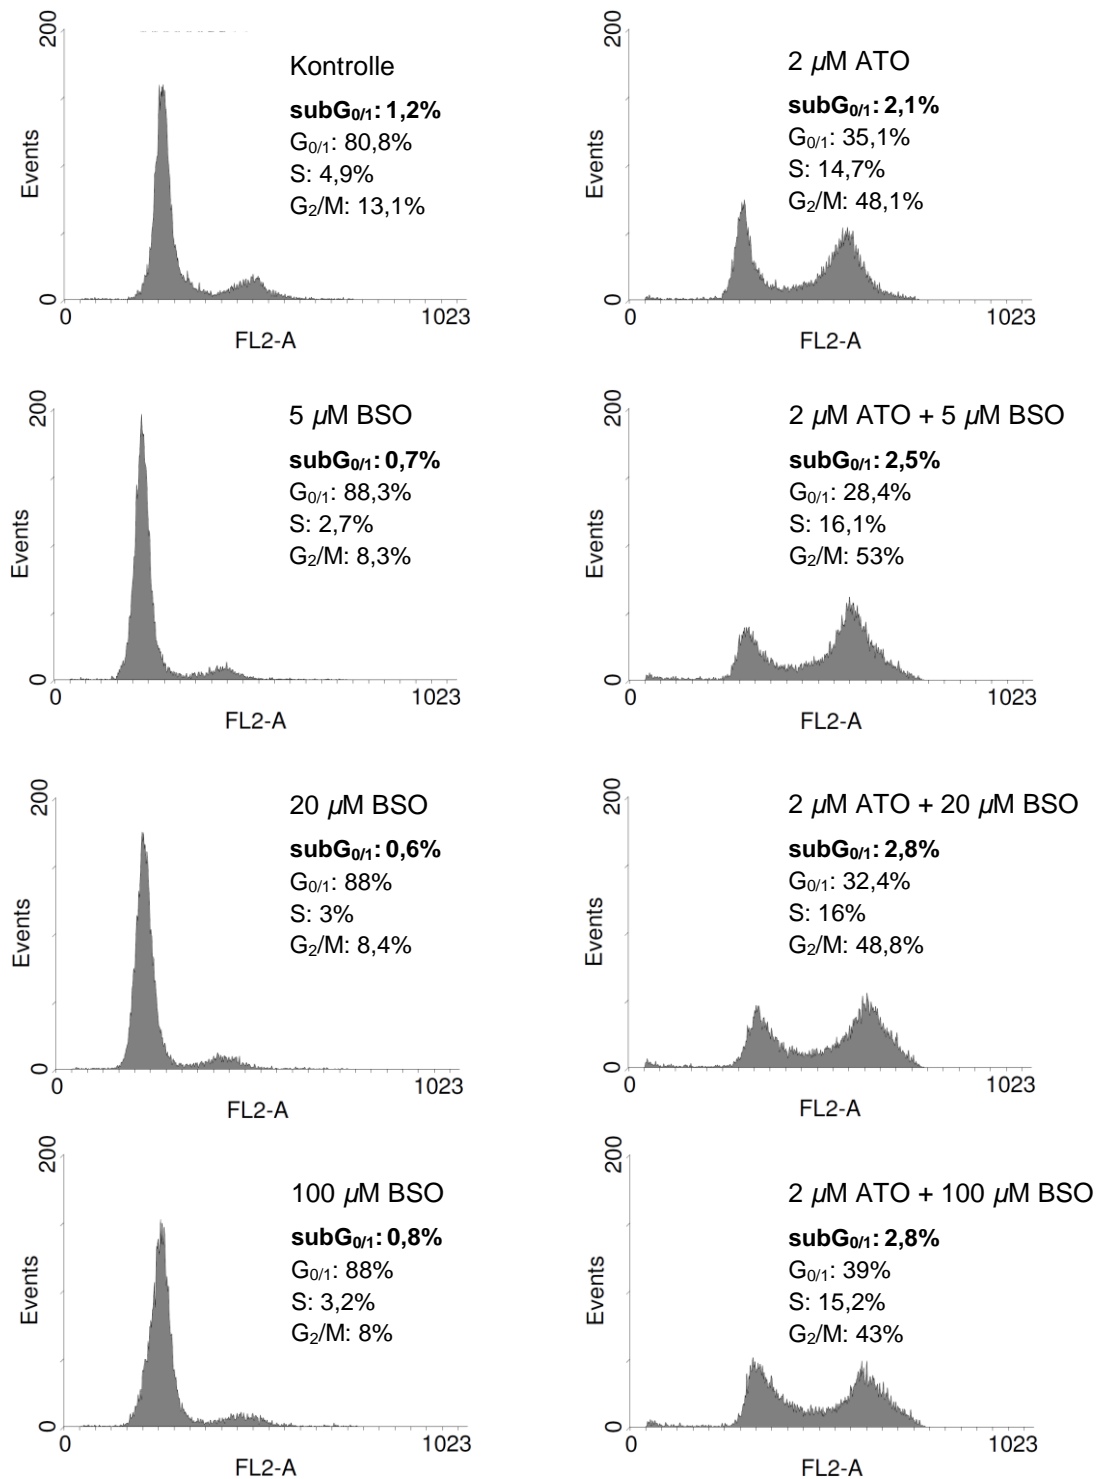 200
Events
0
0
1023
FL2-A
Kontrolle
subG0/1: 1,2%
G0/1: 80,8%
S: 4,9%
G2/M: 13,1%
200
Events
0
0
1023
FL2-A
2 µM ATO
subG0/1: 2,1%
G0/1: 35,1%
S: 14,7%
G2/M: 48,1%
200
Events
0
0
1023
FL2-A
5 µM BSO
subG0/1: 0,7%
G0/1: 88,3%
S: 2,7%
G2/M: 8,3%
200
Events
0
0
1023
FL2-A
2 µM ATO + 5 µM BSO
subG0/1: 2,5%
G0/1: 28,4%
S: 16,1%
G2/M: 53%
200
Events
0
0
1023
FL2-A
20 µM BSO
subG0/1: 0,6%
G0/1: 88%
S: 3%
G2/M: 8,4%
200
Events
0
0
1023
FL2-A
2 µM ATO + 20 µM BSO
subG0/1: 2,8%
G0/1: 32,4%
S: 16%
G2/M: 48,8%
200
Events
0
0
1023
FL2-A
100 µM BSO
subG0/1: 0,8%
G0/1: 88%
S: 3,2%
G2/M: 8%
200
Events
0
0
1023
FL2-A
2 µM ATO + 100 µM BSO
subG0/1: 2,8%
G0/1: 39%
S: 15,2%
G2/M: 43%